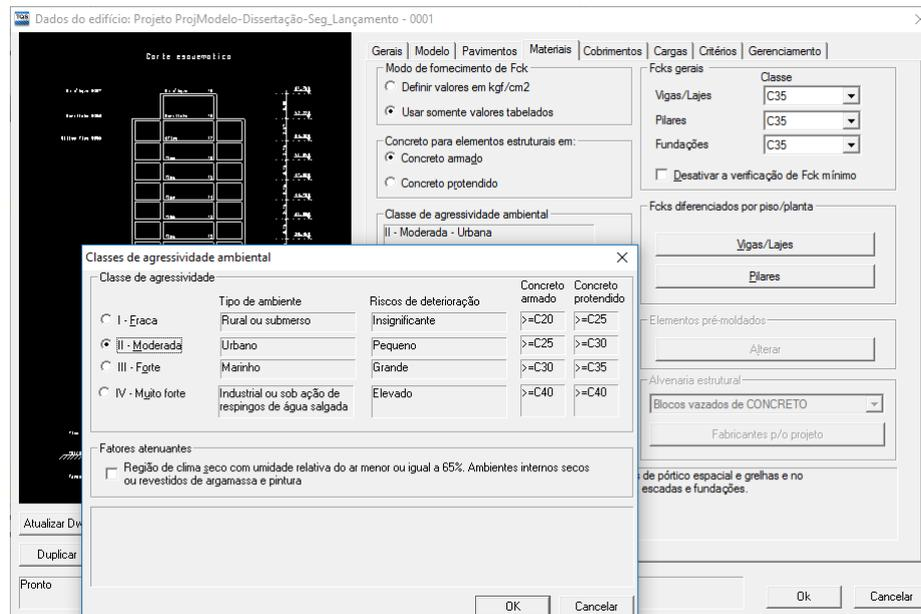 TQS Dados do edifício: Projeto ProjModelo-Dissertação-Seg_Lançamento - 0001
Corte esquematico
Gerais Modelo Pavimentos Materiais Cobrimentos Cargas Critérios Gerenciamento
Modo de fornecimento de Fck
Definir valores em kgf/cm2
Usar somente valores tabelados
Concreto para elementos estruturais em:
Concreto armado
Concreto protendido
Classe de agressividade ambiental
II - Moderada - Urbana
Fcks gerais
Classe
Vigas/Lajes C35
Pilares C35
Fundações C35
Desativar a verificação de Fck mínimo
Fcks diferenciados por piso/planta
Vigas/Lajes
Pilares
Elementos pré-moldados
Alterar
Alvenaria estrutural
Blocos vazados de CONCRETO
Fabricantes p/o projeto
de pórtico espacial e grelhas e no
escadas e fundações.
Classes de agressividade ambiental
Classe de agressividade
Tipo de ambiente Riscos de deterioração Concreto armado Concreto protendido
I - Fraca Rural ou submerso Insignificante >=C20 >=C25
II - Moderada Urbano Pequeno >=C25 >=C30
III - Forte Marinho Grande >=C30 >=C35
IV - Muito forte Industrial ou sob ação de respingos de água salgada Elevado >=C40 >=C40
Fatores atenuantes
Região de clima seco com umidade relativa do ar menor ou igual a 65%. Ambientes internos secos
ou revestidos de argamassa e pintura
OK Cancelar
Atualizar Dw
Duplicar
Pronto
Ok Cancelar